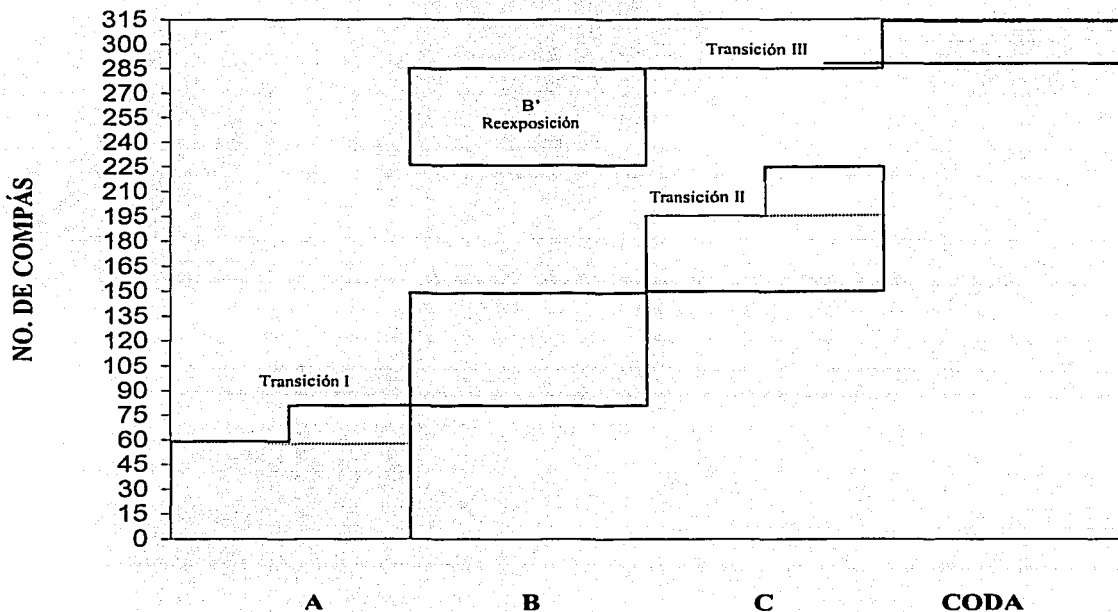 NO. DE COMPÁS
315
300
285
270
255
240
225
210
195
180
165
150
135
120
105
90
75
60
45
30
15
0
Transición III
B'
Reexposición
Transición II
Transición I
A
B
C
CODA